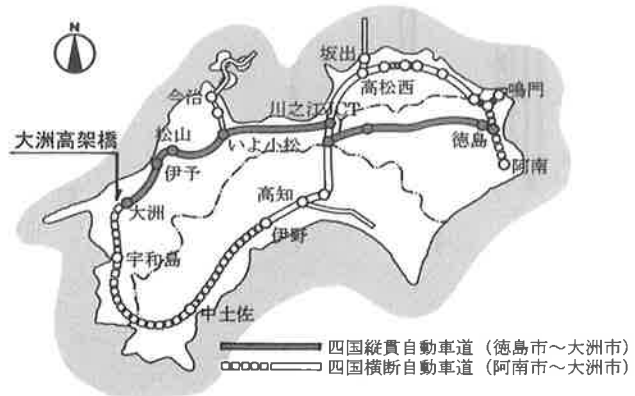 N
坂出
高松西
鳴門
今治
川之江JCT
大洲高架橋
松山
いよ小松
徳島
伊予
阿南
高知
大洲
伊野
宇和島
中土佐
四国縦貫自動車道（徳島市～大洲市）
四国横断自動車道（阿南市～大洲市）